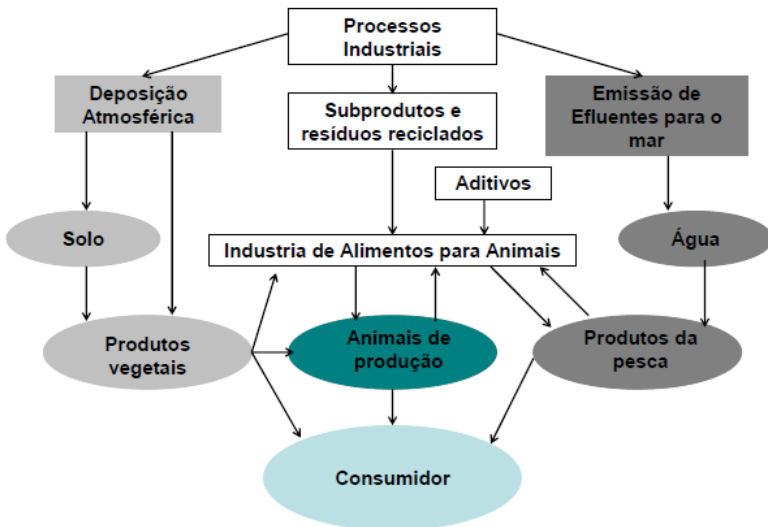 Processos
Industriais
Deposição
Atmosférica
Subprodutos e
resíduos reciclados
Emissão de
Efluentes para o
mar
Aditivos
Solo
Industria de Alimentos para Animais
Água
Produtos
vegetais
Animais de
produção
Produtos da
pesca
Consumidor